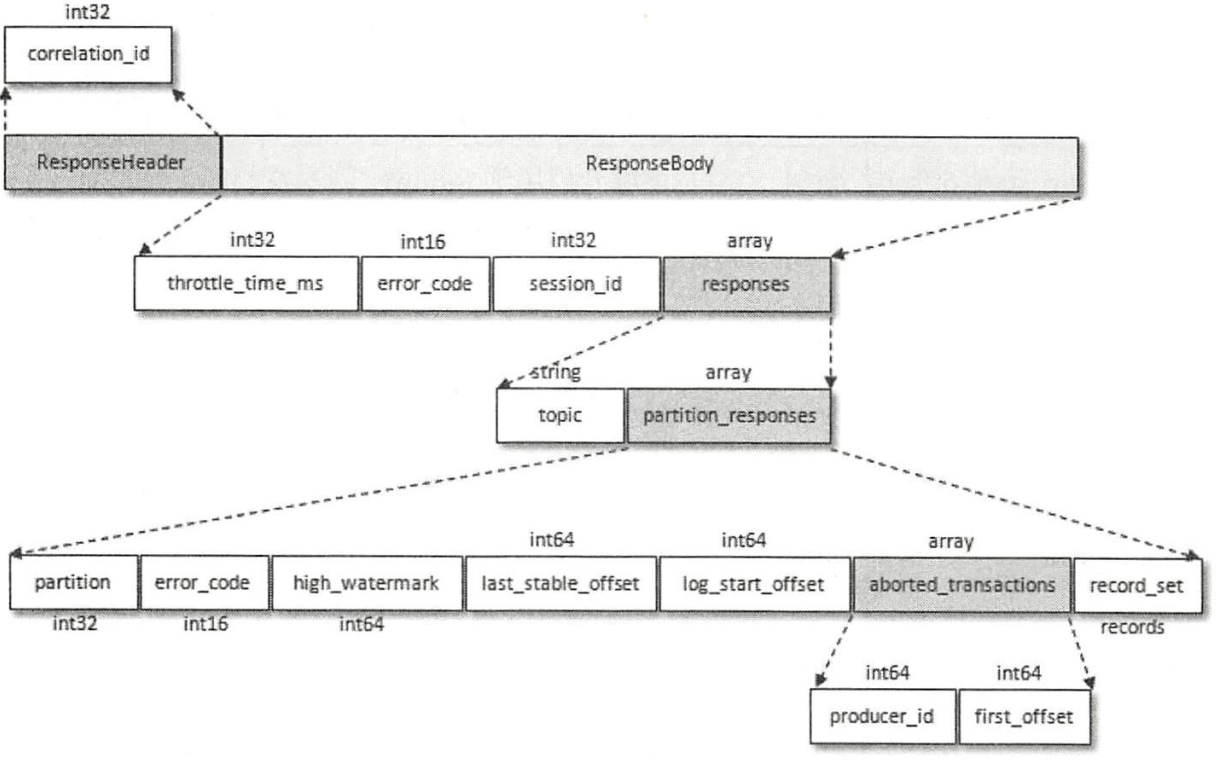 int32
correlation_id
ResponseHeader ResponseBody
int32 int16 int32 array
throttle_time_ms error_code session_id responses
string array
topic partition_responses
int64 int64 array
partition error_code high_watermark last_stable_offset log_start_offset aborted_transactions record_set
int32 int16 int64 records
int64 int64
producer_id first_offset